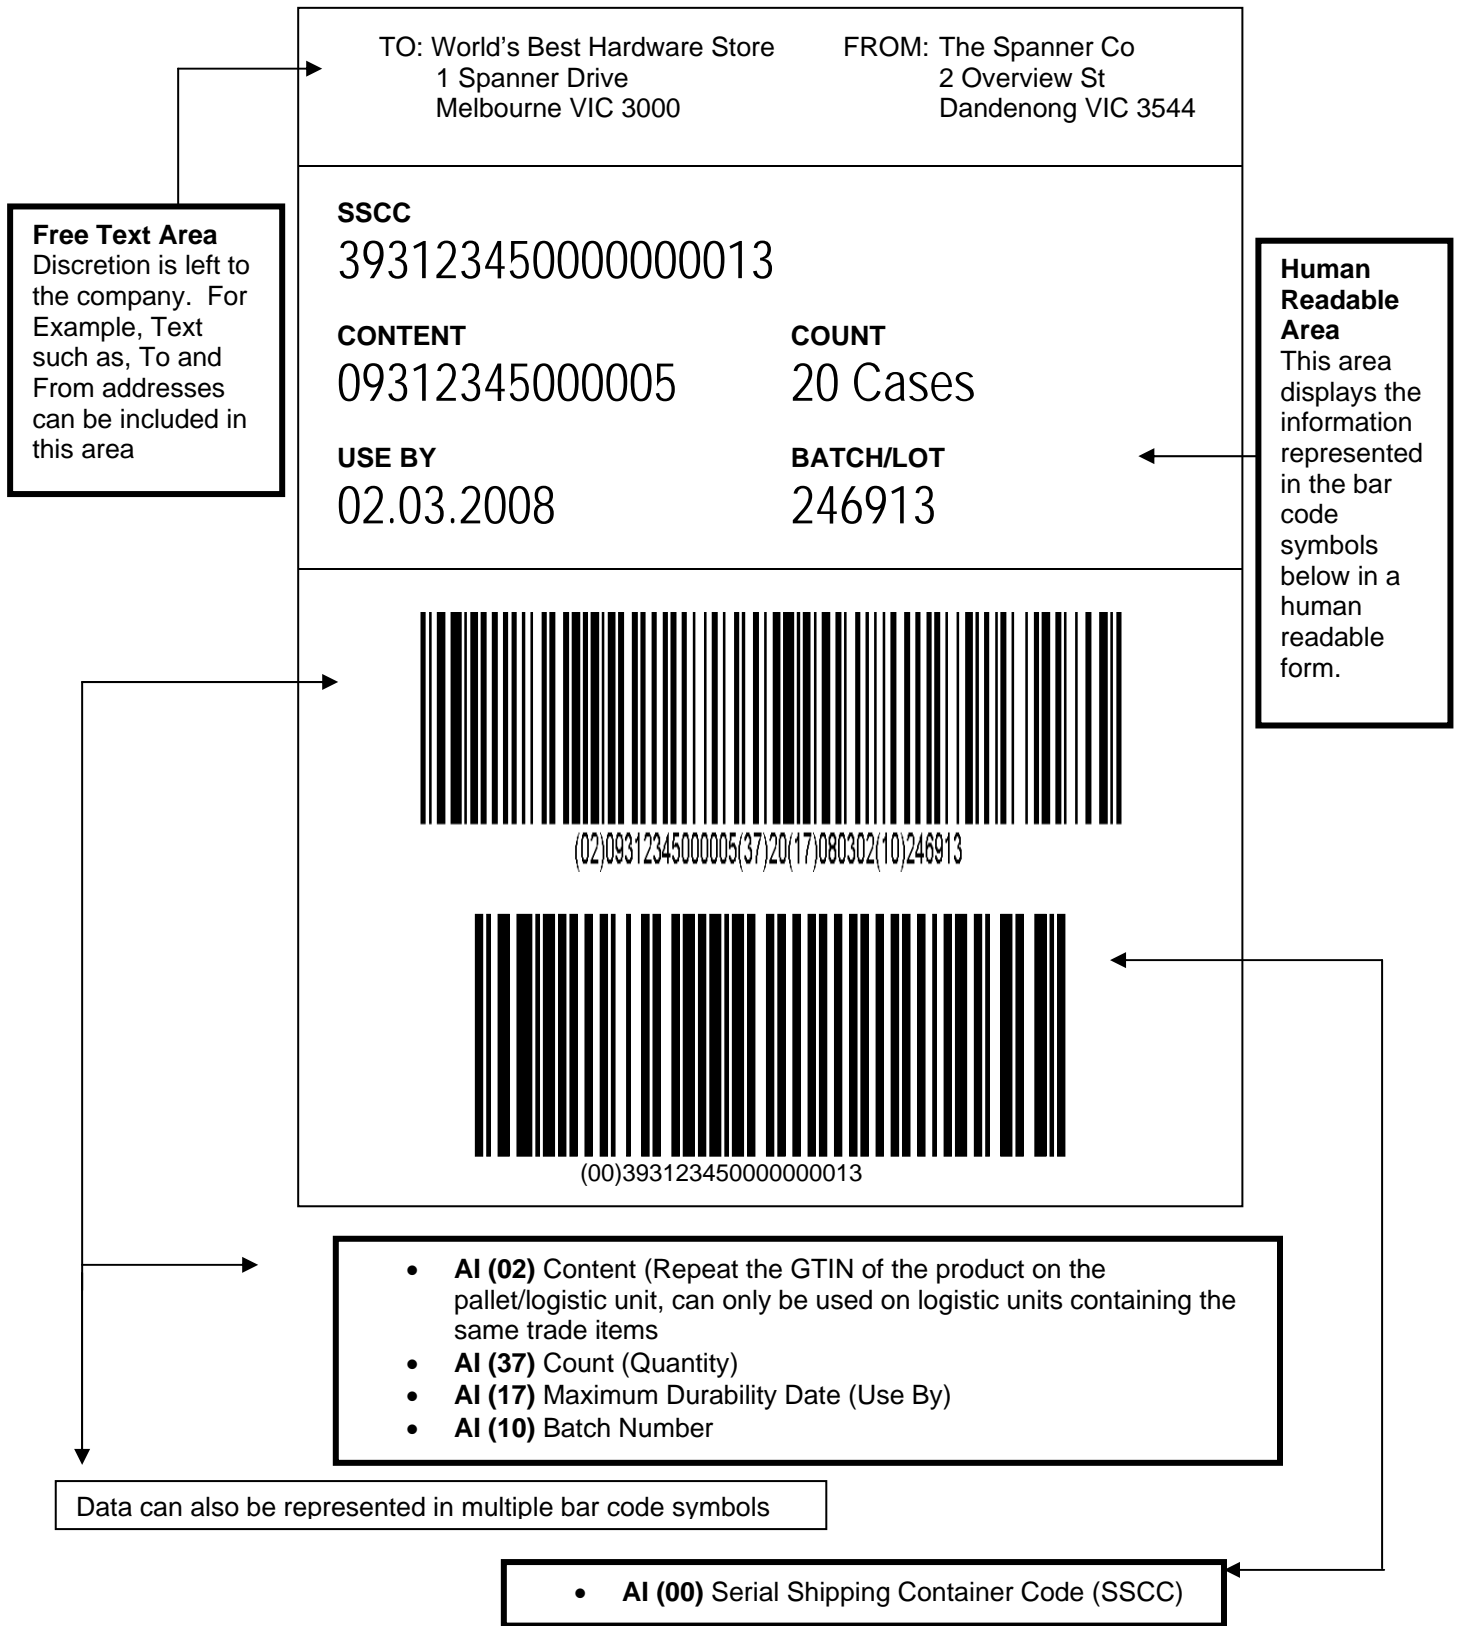 TO: World's Best Hardware Store
1 Spanner Drive
Melbourne VIC 3000
FROM: The Spanner Co
2 Overview St
Dandenong VIC 3544
Free Text Area
Discretion is left to
the company.  For
Example, Text
such as, To and
From addresses
can be included in
this area
SSCC
393123450000000013
CONTENT
09312345000005
COUNT
20 Cases
USE BY
02.03.2008
BATCH/LOT
246913
Human
Readable
Area
This area
displays the
information
represented
in the bar
code
symbols
below in a
human
readable
form.
(02)09312345000005(37)20(17)080302(10)246913
(00)393123450000000013
• AI (02) Content (Repeat the GTIN of the product on the
pallet/logistic unit, can only be used on logistic units containing the
same trade items
• AI (37) Count (Quantity)
• AI (17) Maximum Durability Date (Use By)
• AI (10) Batch Number
Data can also be represented in multiple bar code symbols
• AI (00) Serial Shipping Container Code (SSCC)